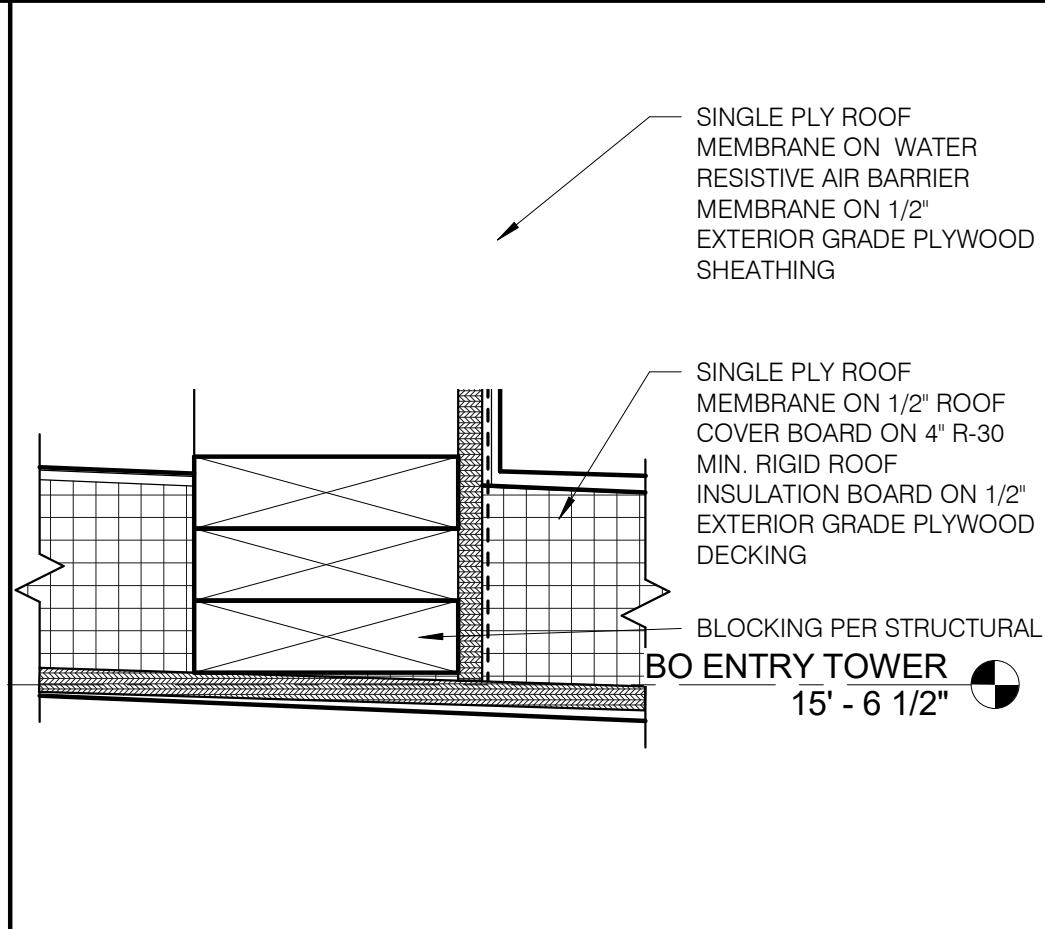 SINGLE PLY ROOF
MEMBRANE ON WATER
RESISTIVE AIR BARRIER
MEMBRANE ON 1/2"
EXTERIOR GRADE PLYWOOD
SHEATHING
SINGLE PLY ROOF
MEMBRANE ON 1/2" ROOF
COVER BOARD ON 4" R-30
MIN. RIGID ROOF
INSULATION BOARD ON 1/2"
EXTERIOR GRADE PLYWOOD
DECKING
BLOCKING PER STRUCTURAL
BO ENTRY TOWER
15' - 6 1/2"